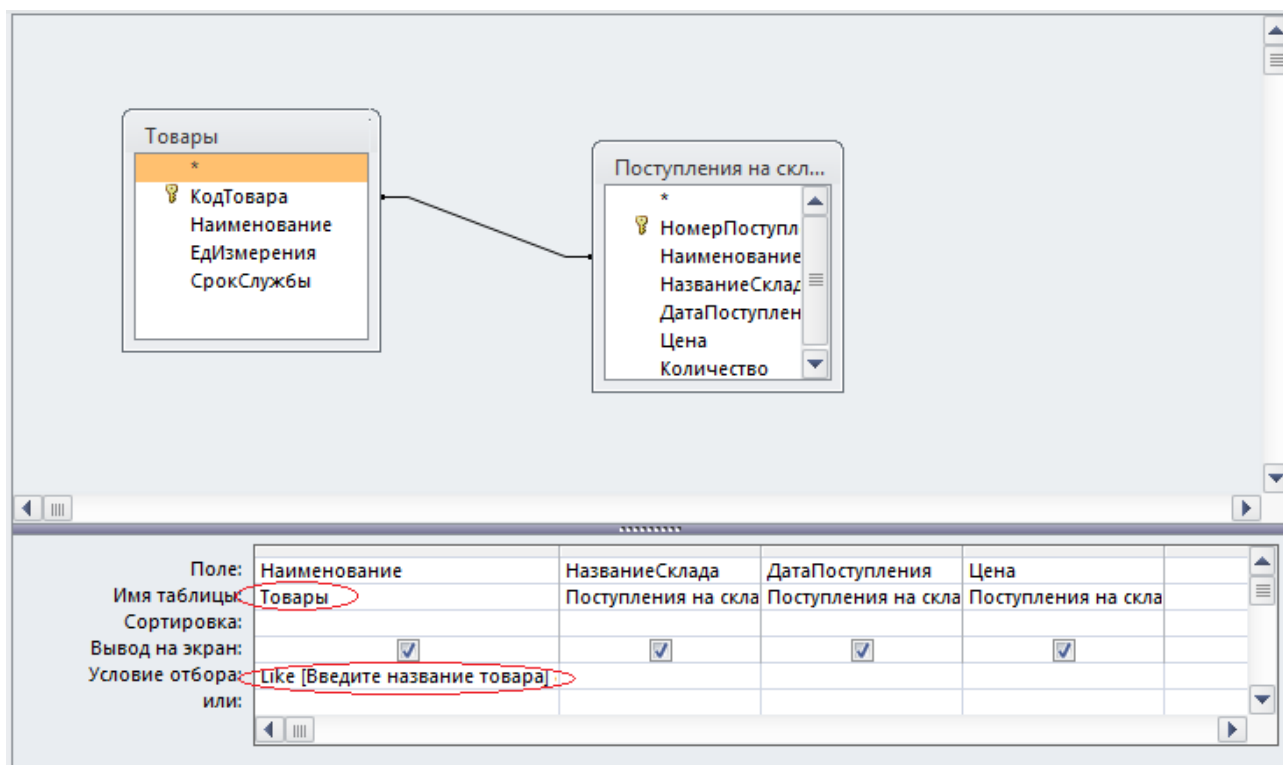 Товары
*
КодТовара
Наименование
ЕдИзмерения
СрокСлужбы
Поступления на скл...
*
НомерПоступл
Наименование
НазваниеСклад
ДатаПоступлен
Цена
Количество
Поле: Наименование НазваниеСклада ДатаПоступления Цена
Имя таблицы: Товары Поступления на скла Поступления на скла Поступления на скла
Сортировка:
Вывод на экран:
Условие отбора: Like [Введите название товара]
или: